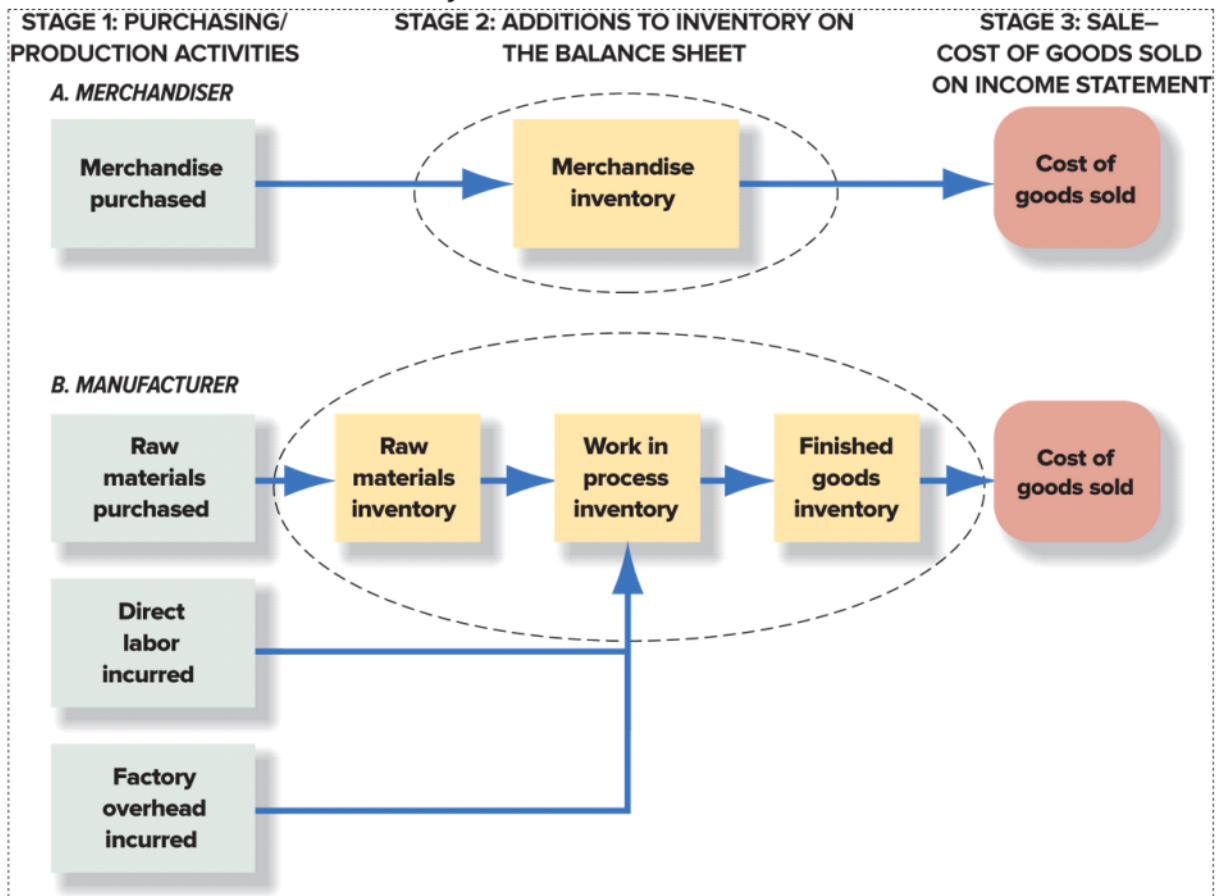 STAGE 1: PURCHASING/
PRODUCTION ACTIVITIES
STAGE 2: ADDITIONS TO INVENTORY ON
THE BALANCE SHEET
STAGE 3: SALE–
COST OF GOODS SOLD
ON INCOME STATEMENT
A. MERCHANDISER
Merchandise
purchased
Merchandise
inventory
Cost of
goods sold
B. MANUFACTURER
Raw
materials
purchased
Raw
materials
inventory
Work in
process
inventory
Finished
goods
inventory
Cost of
goods sold
Direct
labor
incurred
Factory
overhead
incurred